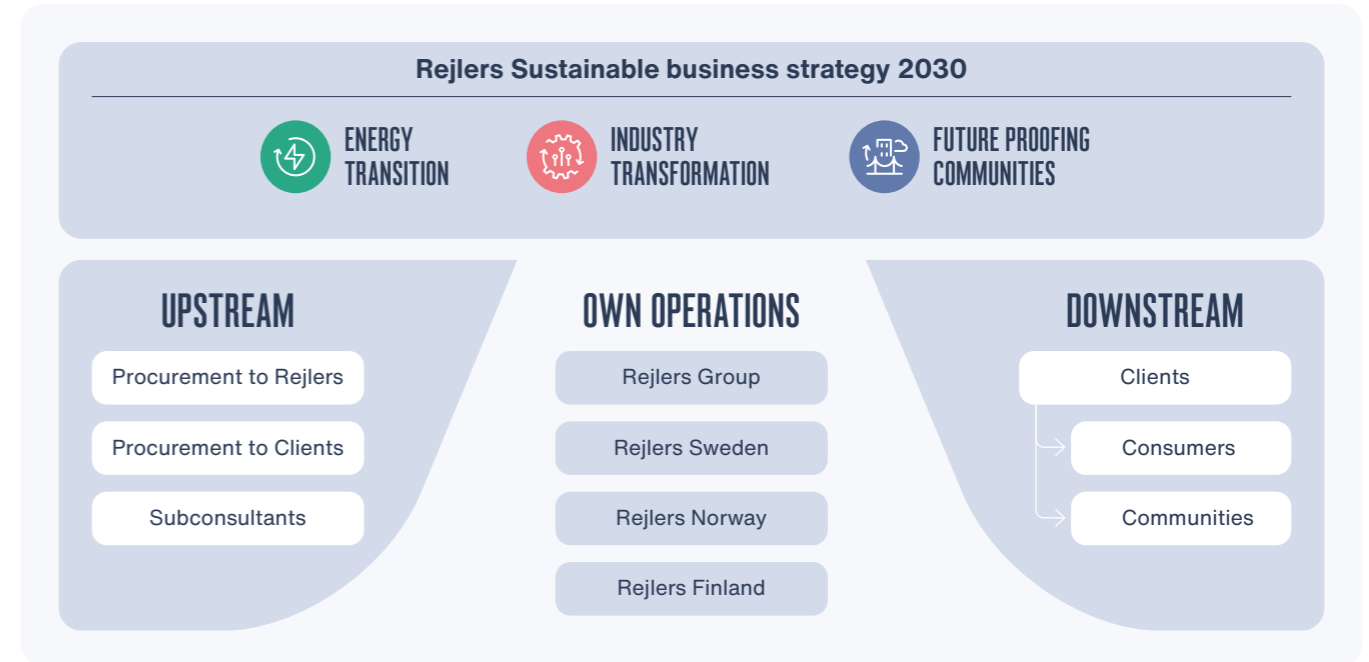 Rejlers Sustainable business strategy 2030
ENERGY
TRANSITION
INDUSTRY
TRANSFORMATION
FUTURE PROOFING
COMMUNITIES
UPSTREAM
Procurement to Rejlers
Procurement to Clients
Subconsultants
OWN OPERATIONS
Rejlers Group
Rejlers Sweden
Rejlers Norway
Rejlers Finland
DOWNSTREAM
Clients
Consumers
Communities